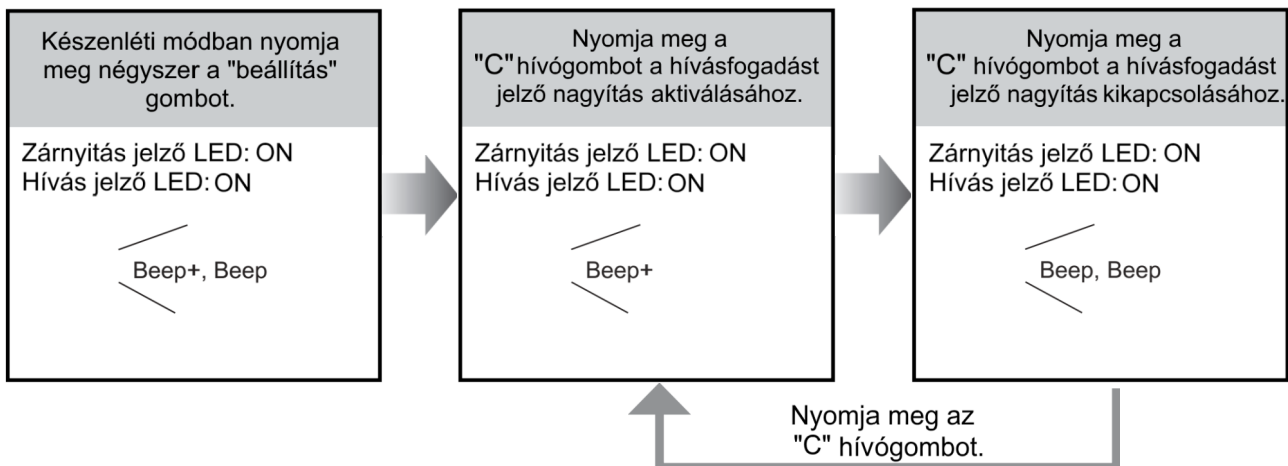 Készenléti módban nyomja
meg négyszer a "beállítás"
gombot.
Zárnyitás jelző LED: ON
Hívás jelző LED: ON
Beep+, Beep
Nyomja meg a
"C" hívógombot a hívásfogadást
jelző nagyítás aktiválásához.
Zárnyitás jelző LED: ON
Hívás jelző LED: ON
Beep+
Nyomja meg a
"C" hívógombot a hívásfogadást
jelző nagyítás kikapcsolásához.
Zárnyitás jelző LED: ON
Hívás jelző LED: ON
Beep, Beep
Nyomja meg az
"C" hívógombot.